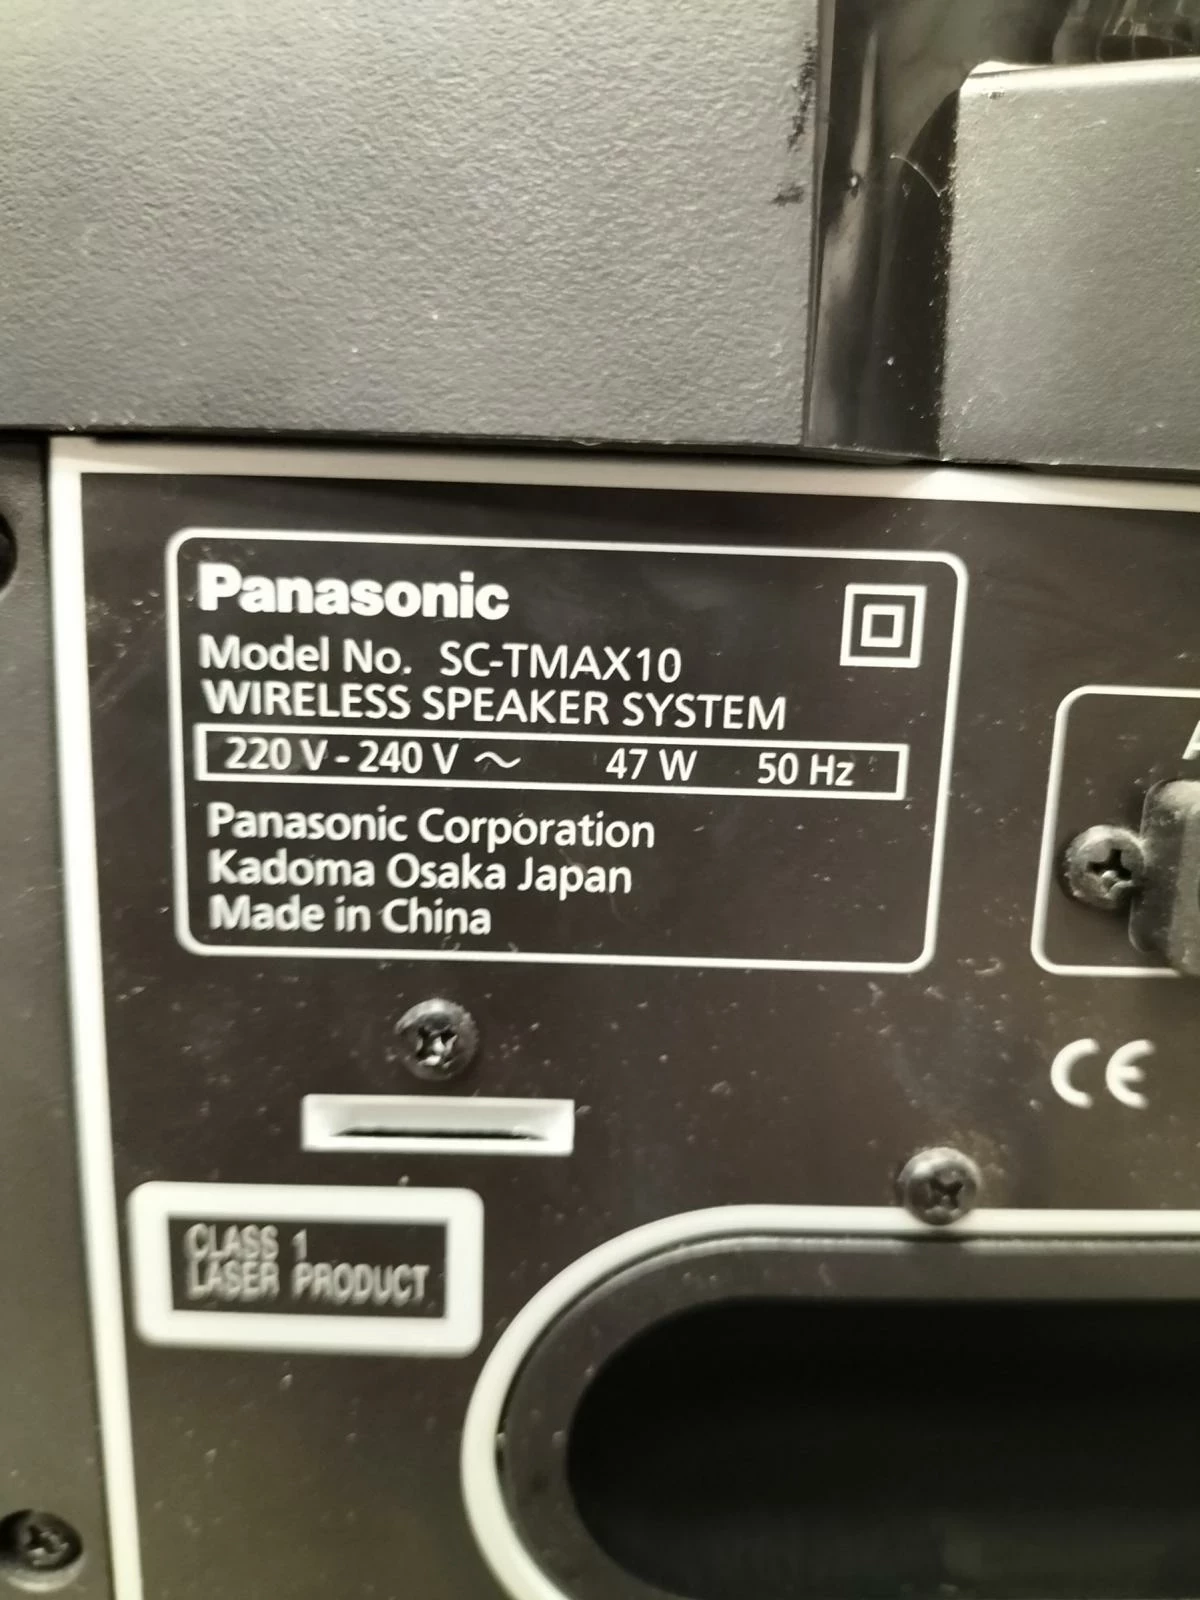 Panasonic
Model No. SC-TMAX10
WIRELESS SPEAKER SYSTEM
220 V - 240 V ~ 47 W 50 Hz
Panasonic Corporation
Kadoma Osaka Japan
Made in China
CE
CLASS 1
LASER PRODUCT